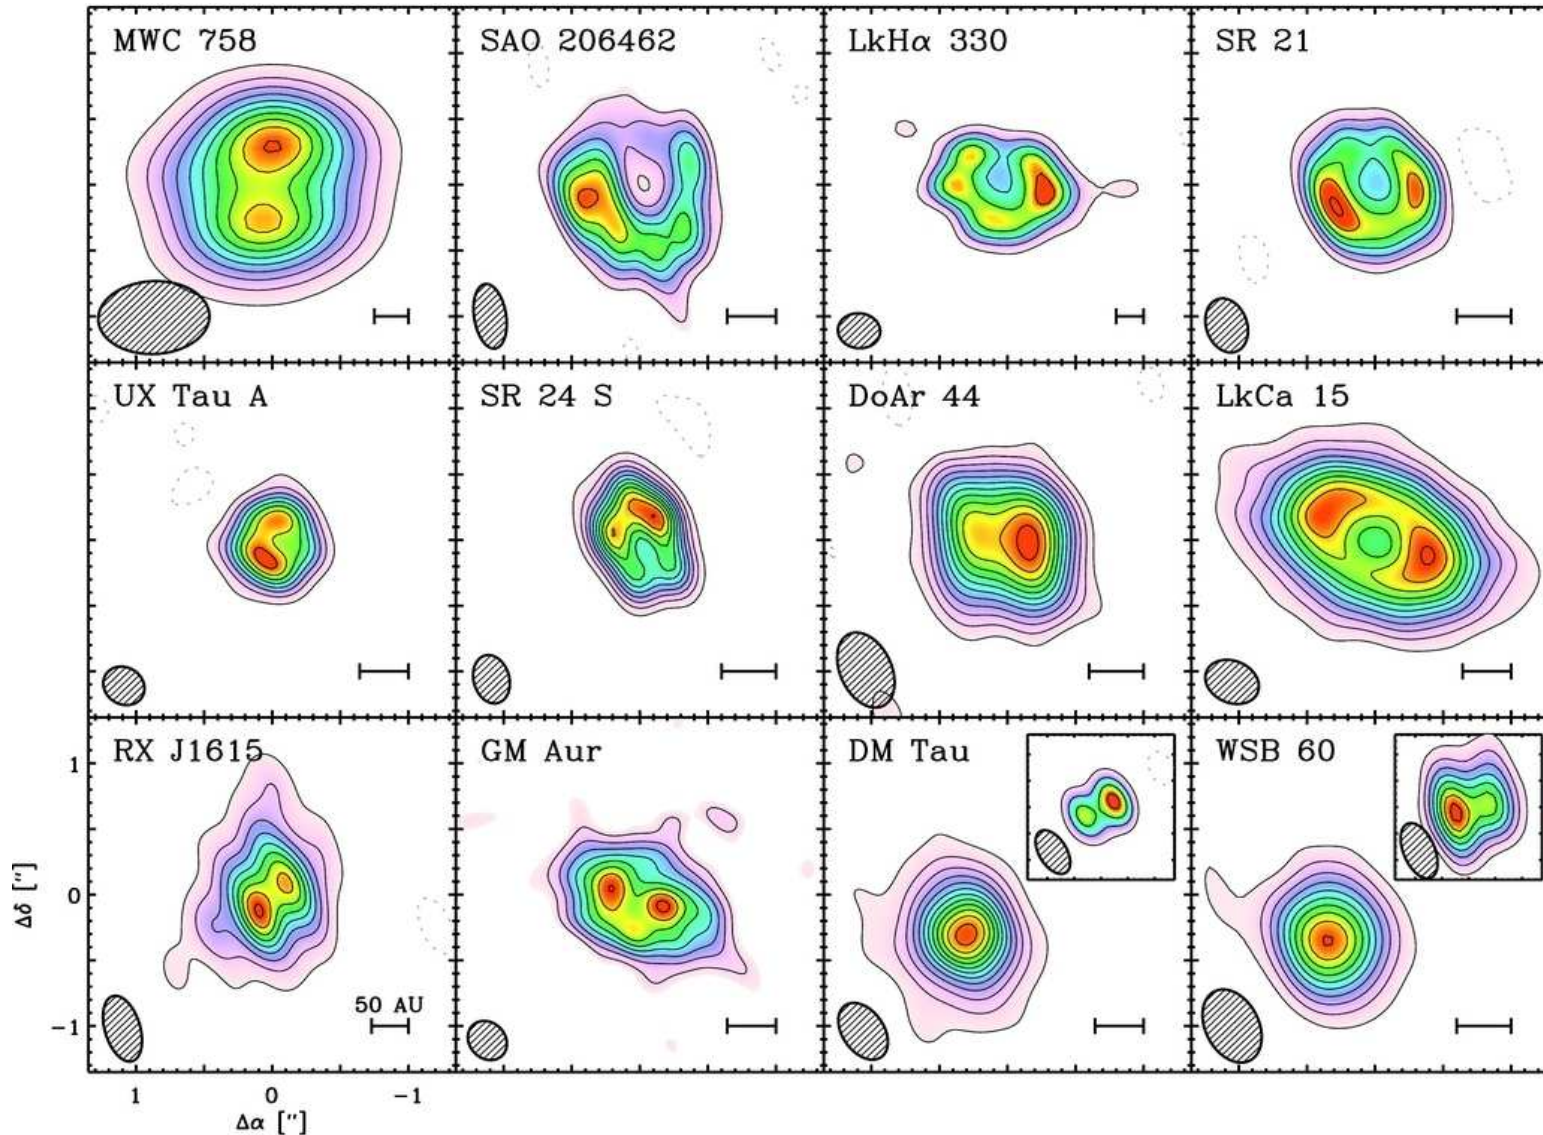 MWC 758
SAO 206462
LkHα 330
SR 21
UX Tau A
SR 24 S
DoAr 44
LkCa 15
RX J1615
GM Aur
DM Tau
WSB 60
1
0
-1
Δδ ["]
50 AU
1 0 -1
Δα ["]